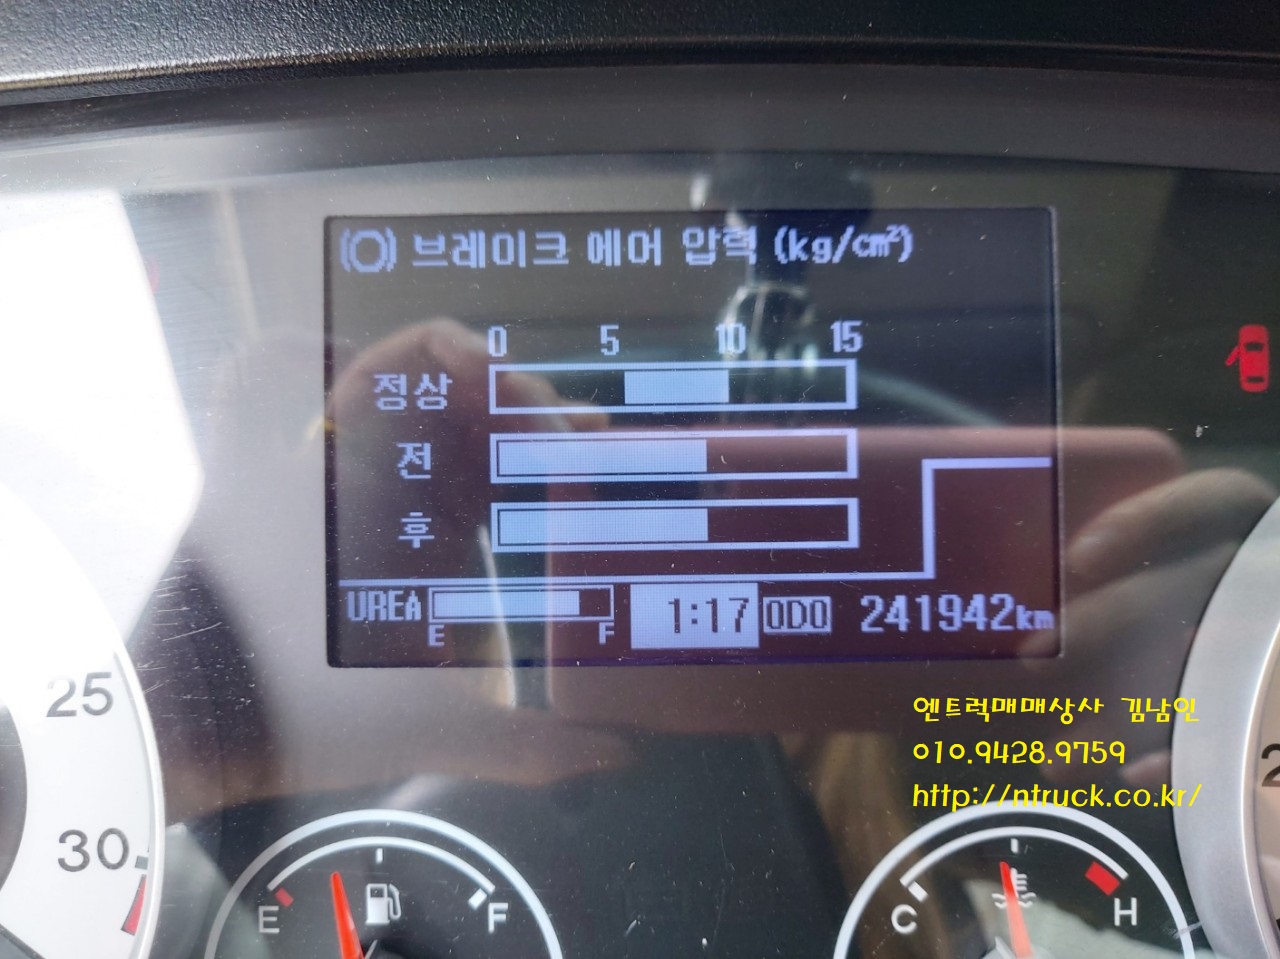 브레이크 에어 압력 (kg/cm²)
0 5 10 15
정상
전
후
UREA E F 1:17 ODO 241942km
25
엔트럭매매상사 김남인
010.9428.9759
http://ntruck.co.kr/
30
E F C H